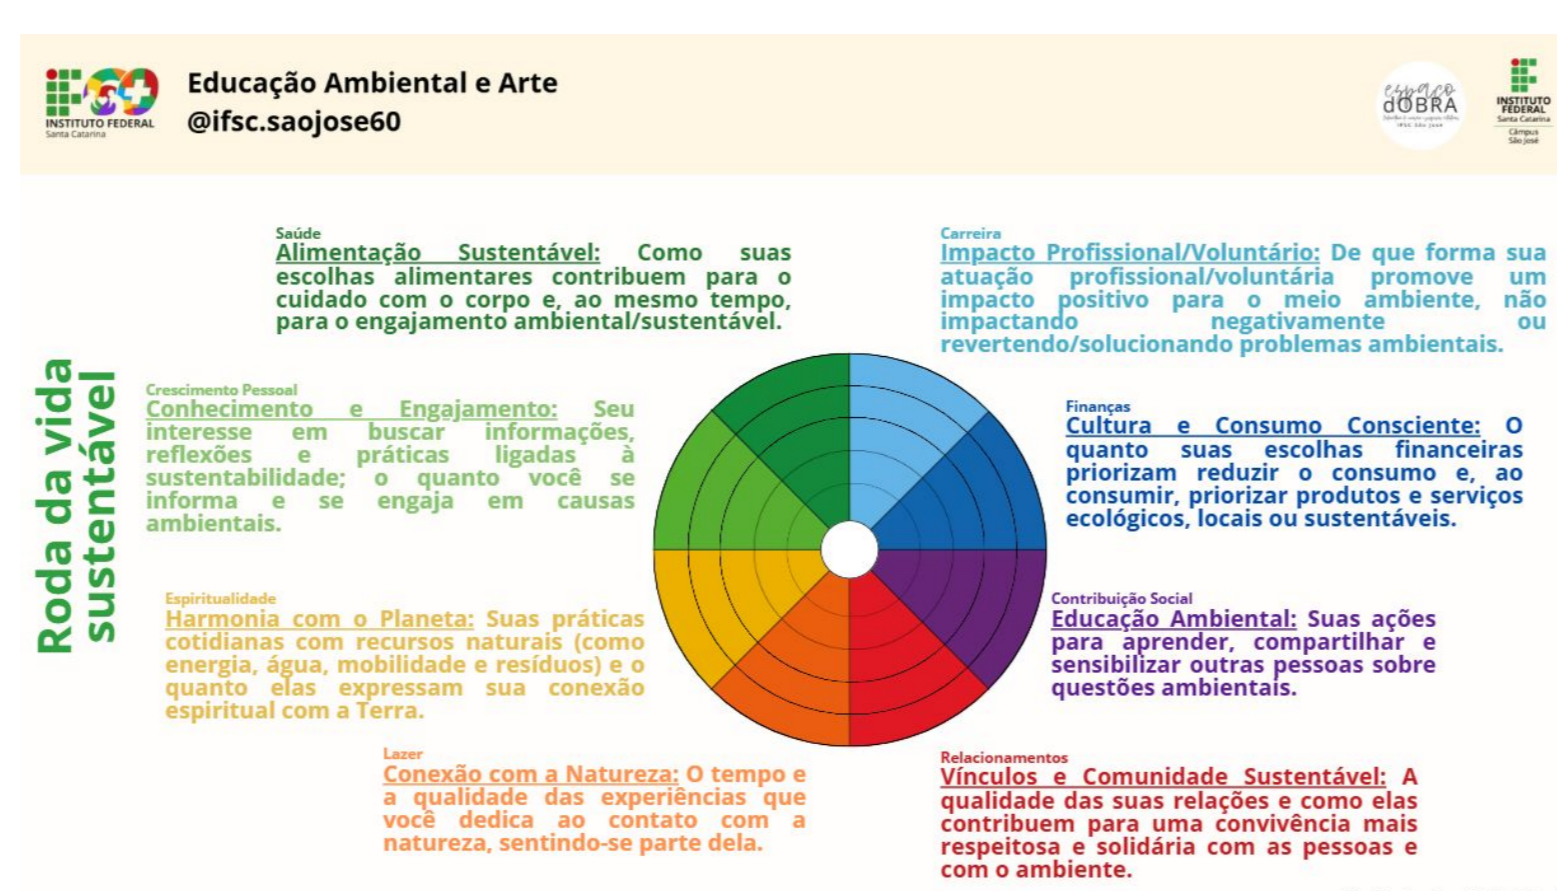 INSTITUTO FEDERAL
Santa Catarina
Educação Ambiental e Arte
@ifsc.saojose60
espaço
dOBRA
IFSC São José
INSTITUTO
FEDERAL
Santa Catarina
Câmpus
São José
Roda da vida
sustentável
Saúde
Alimentação Sustentável: Como suas
escolhas alimentares contribuem para o
cuidado com o corpo e, ao mesmo tempo,
para o engajamento ambiental/sustentável.
Carreira
Impacto Profissional/Voluntário: De que forma sua
atuação profissional/voluntária promove um
impacto positivo para o meio ambiente, não
impactando negativamente ou
revertendo/solucionando problemas ambientais.
Crescimento Pessoal
Conhecimento e Engajamento: Seu
interesse em buscar informações,
reflexões e práticas ligadas à
sustentabilidade; o quanto você se
informa e se engaja em causas
ambientais.
Finanças
Cultura e Consumo Consciente: O
quanto suas escolhas financeiras
priorizam reduzir o consumo e, ao
consumir, priorizar produtos e serviços
ecológicos, locais ou sustentáveis.
Espiritualidade
Harmonia com o Planeta: Suas práticas
cotidianas com recursos naturais (como
energia, água, mobilidade e resíduos) e o
quanto elas expressam sua conexão
espiritual com a Terra.
Contribuição Social
Educação Ambiental: Suas ações
para aprender, compartilhar e
sensibilizar outras pessoas sobre
questões ambientais.
Lazer
Conexão com a Natureza: O tempo e
a qualidade das experiências que
você dedica ao contato com a
natureza, sentindo-se parte dela.
Relacionamentos
Vínculos e Comunidade Sustentável: A
qualidade das suas relações e como elas
contribuem para uma convivência mais
respeitosa e solidária com as pessoas e
com o ambiente.